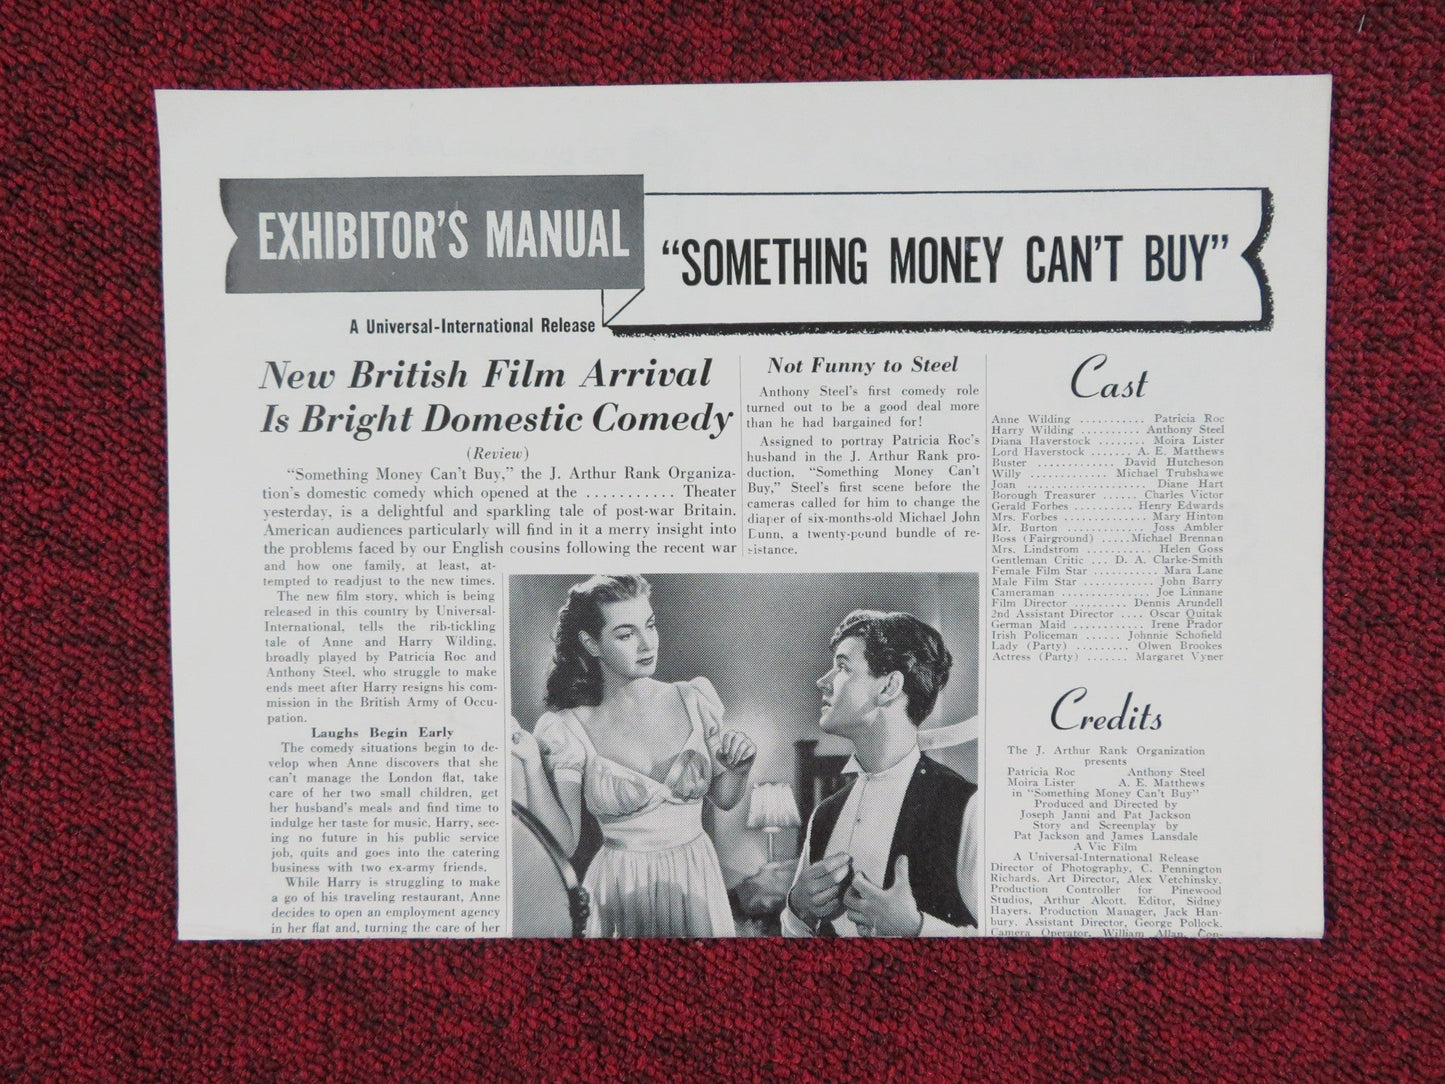 EXHIBITOR'S MANUAL
"SOMETHING MONEY CAN'T BUY"
A Universal-International Release
New British Film Arrival
Is Bright Domestic Comedy
(Review)
"Something Money Can't Buy," the J. Arthur Rank Organiza-
tion's domestic comedy which opened at the ........... Theater
yesterday, is a delightful and sparkling tale of post-war Britain.
American audiences particularly will find in it a merry insight into
the problems faced by our English cousins following the recent war
and how one family, at least, at-
tempted to readjust to the new times.
The new film story, which is being
released in this country by Universal-
International, tells the rib-tickling
tale of Anne and Harry Wilding,
broadly played by Patricia Roc and
Anthony Steel, who struggle to make
ends meet after Harry resigns his com-
mission in the British Army of Occu-
pation.
Laughs Begin Early
The comedy situations begin to de-
velop when Anne discovers that she
can't manage the London flat, take
care of her two small children, get
her husband's meals and find time to
indulge her taste for music. Harry, see-
ing no future in his public service
job, quits and goes into the catering
business with two ex-army friends.
While Harry is struggling to make
a go of his traveling restaurant, Anne
decides to open an employment agency
in her flat and, turning the care of her
Not Funny to Steel
Anthony Steel's first comedy role
turned out to be a good deal more
than he had bargained for!
Assigned to portray Patricia Roc's
husband in the J. Arthur Rank pro-
duction, "Something Money Can't
Buy," Steel's first scene before the
cameras called for him to change the
diaper of six-months-old Michael John
Dunn, a twenty-pound bundle of re-
sistance.
Cast
Anne Wilding ........... Patricia Roc
Harry Wilding .......... Anthony Steel
Diana Haverstock ........ Moira Lister
Lord Haverstock ....... A. E. Matthews
Buster ............. David Hutcheson
Willy ............... Michael Trubshawe
Joan .................... Diane Hart
Borough Treasurer ...... Charles Victor
Gerald Forbes .......... Henry Edwards
Mrs. Forbes ............. Mary Hinton
Mr. Burton .............. Joss Ambler
Boss (Fairground) .....Michael Brennan
Mrs. Lindstrom ........... Helen Goss
Gentleman Critic ... D. A. Clarke-Smith
Female Film Star ........... Mara Lane
Male Film Star ............ John Barry
Cameraman .............. Joe Linnane
Film Director ......... Dennis Arundell
2nd Assistant Director .... Oscar Quitak
German Maid ............ Irene Prador
Irish Policeman ...... Johnnie Schofield
Lady (Party) .......... Olwen Brookes
Actress (Party) ....... Margaret Vyner
Credits
The J. Arthur Rank Organization
presents
Patricia Roc Anthony Steel
Moira Lister A. E. Matthews
in "Something Money Can't Buy"
Produced and Directed by
Joseph Janni and Pat Jackson
Story and Screenplay by
Pat Jackson and James Lansdale
A Vic Film
A Universal-International Release
Director of Photography, C. Pennington
Richards. Art Director, Alex Vetchinsky.
Production Controller for Pinewood
Studios, Arthur Alcott. Editor, Sidney
Hayers. Production Manager, Jack Han-
bury. Assistant Director, George Pollock.
Camera Operator, William Allan. Con-